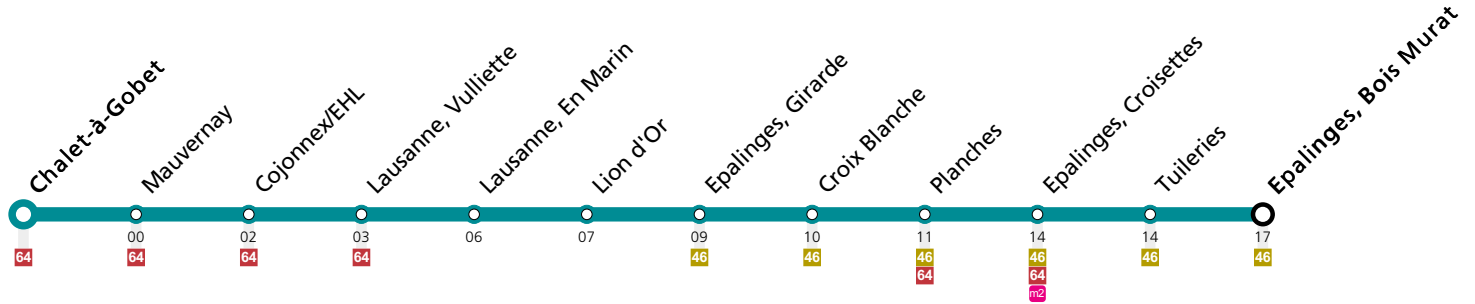 Chalet-à-Gobet
Mauvernay
Cojonnex/EHL
Lausanne, Vulliette
Lausanne, En Marin
Lion d'Or
Epalinges, Girarde
Croix Blanche
Planches
Epalinges, Croisettes
Tuileries
Epalinges, Bois Murat
00 02 03 06 07 09 10 11 14 14 17
64 64 64 64 46 46 46 46 46 46
64 64
m2